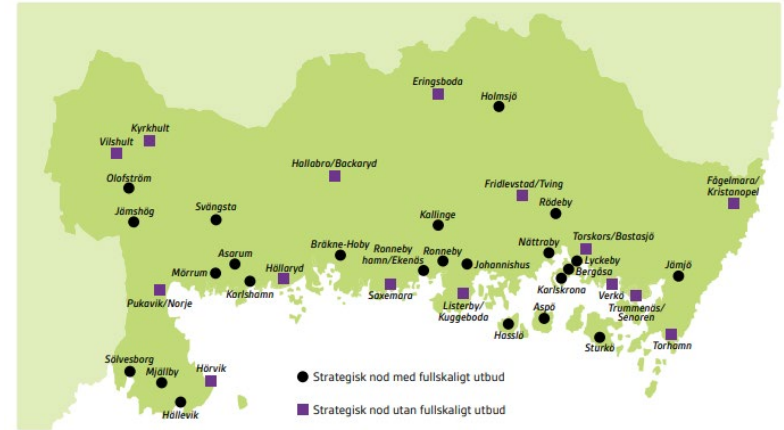 Eringsboda
Holmsjö
Kyrkhult
Vilshult
Hallabro/Backaryd
Olofström
Fridlevstad/Tving
Fågelmara/
Kristanopel
Jämshög
Svängsta
Kallinge
Rödeby
Bräkne-Hoby
Ronneby
hamn/Ekenäs
Ronneby
Johannishus
Nättraby
Torskors/Bastasjö
Lyckeby
Bergåsa
Asarum
Mörrum
Karlshamn
Hällaryd
Karlskrona
Jämjö
Pukavik/Norje
Saxemara
Listerby/
Kuggeboda
Verkö
Trummenäs/
Senoren
Aspö
Hasslö
Sturkö
Torhamn
Sölvesborg
Mjällby
Hörvik
Hällevik
Strategisk nod med fullskaligt utbud
Strategisk nod utan fullskaligt utbud